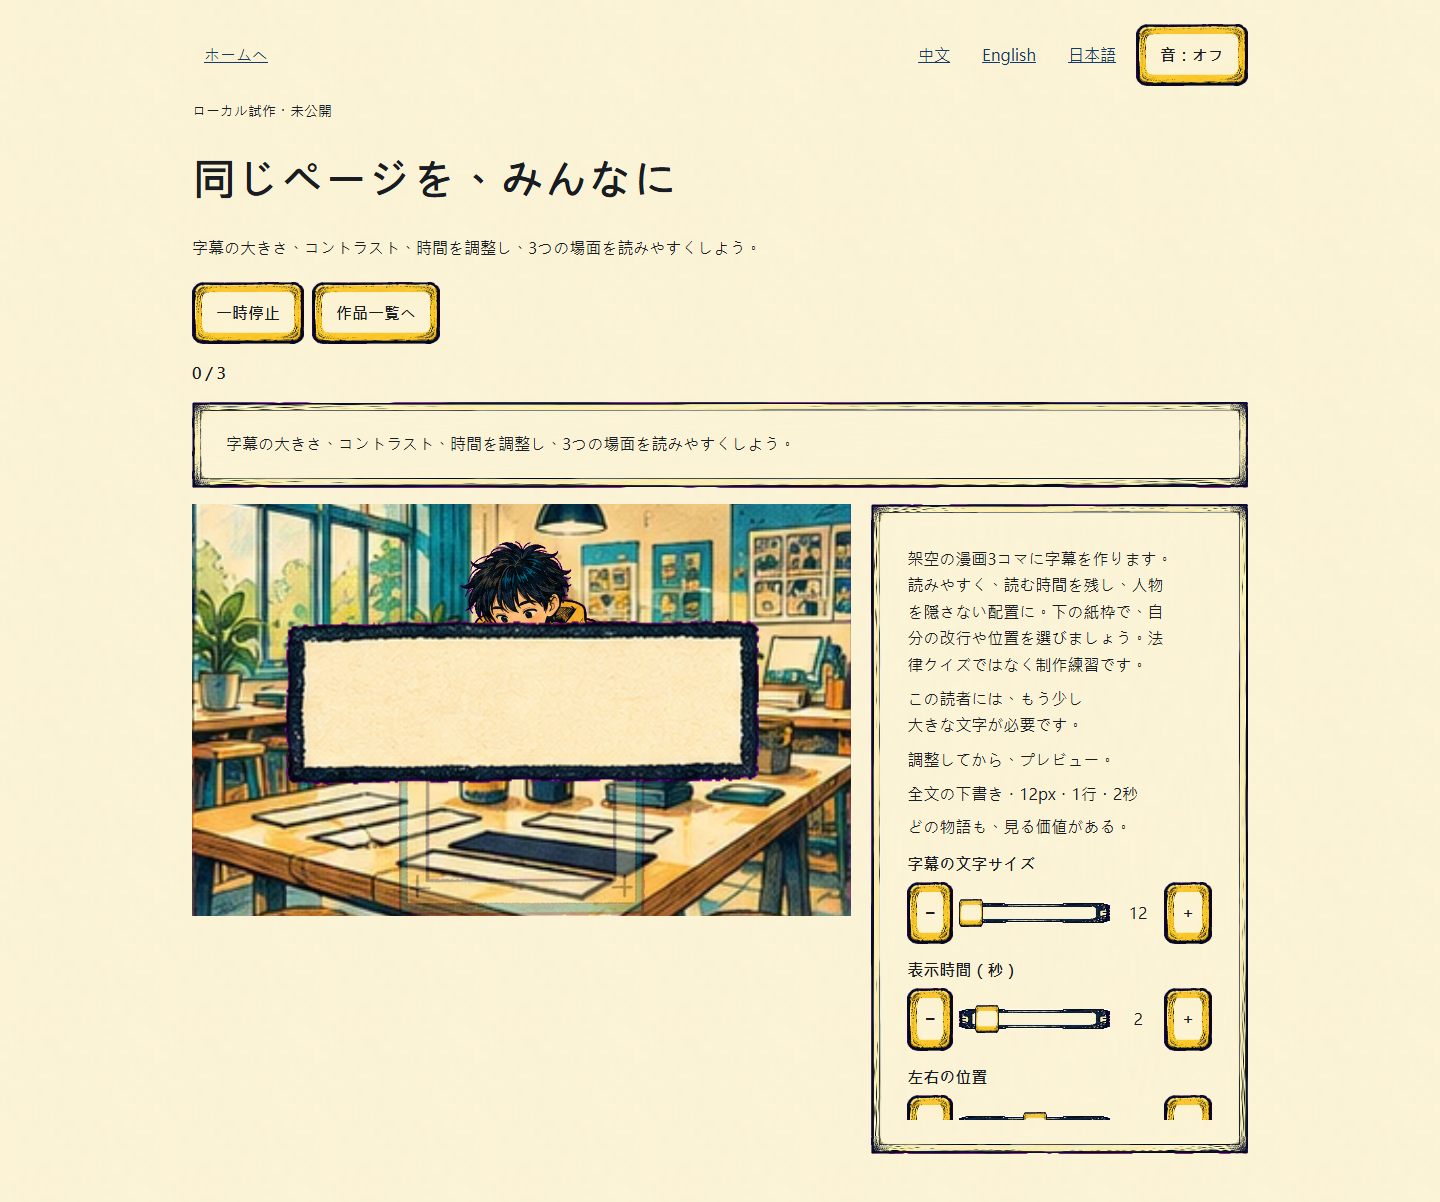 ホームへ
中文 English 日本語 音：オフ
ローカル試作・未公開
同じページを、みんなに
字幕の大きさ、コントラスト、時間を調整し、3つの場面を読みやすくしよう。
一時停止 作品一覧へ
0 / 3
字幕の大きさ、コントラスト、時間を調整し、3つの場面を読みやすくしよう。
架空の漫画3コマに字幕を作ります。
読みやすく、読む時間を残し、人物
を隠さない配置に。下の紙枠で、自
分の改行や位置を選びましょう。法
律クイズではなく制作練習です。
この読者には、もう少し
大きな文字が必要です。
調整してから、プレビュー。
全文の下書き · 12px · 1行 · 2秒
どの物語も、見る価値がある。
字幕の文字サイズ
− 12 +
表示時間（秒）
− 2 +
左右の位置